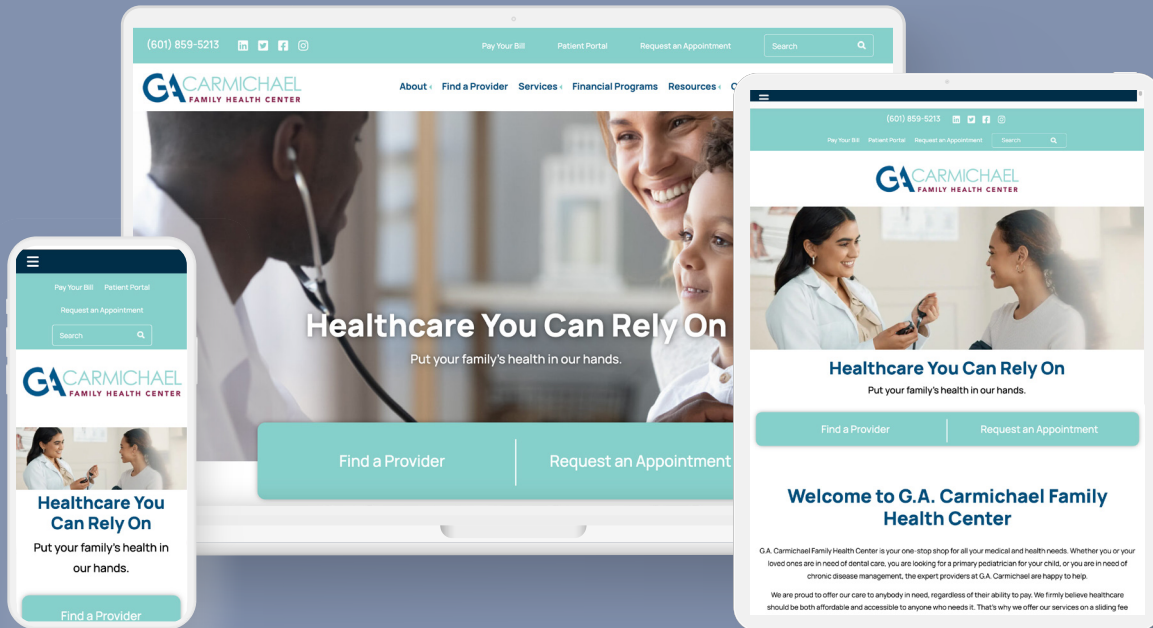 (601) 859-5213
Pay Your Bill Patient Portal Request an Appointment Search
GACARMICHAEL
FAMILY HEALTH CENTER
About Find a Provider Services Financial Programs Resources
Healthcare You Can Rely On
Put your family's health in our hands.
Find a Provider Request an Appointment
Pay Your Bill Patient Portal
Request an Appointment
Search
GACARMICHAEL
FAMILY HEALTH CENTER
Healthcare You
Can Rely On
Put your family's health in
our hands.
Find a Provider
(601) 859-5213
Pay Your Bill Patient Portal Request an Appointment Search
GACARMICHAEL
FAMILY HEALTH CENTER
Healthcare You Can Rely On
Put your family's health in our hands.
Find a Provider Request an Appointment
Welcome to G.A. Carmichael Family
Health Center
G.A. Carmichael Family Health Center is your one-stop shop for all your medical and health needs. Whether you or your
loved ones are in need of dental care, you are looking for a primary pediatrician for your child, or you are in need of
chronic disease management, the expert providers at G.A. Carmichael are happy to help.
We are proud to offer our care to anybody in need, regardless of their ability to pay. We firmly believe healthcare
should be both affordable and accessible to anyone who needs it. That's why we offer our services on a sliding fee